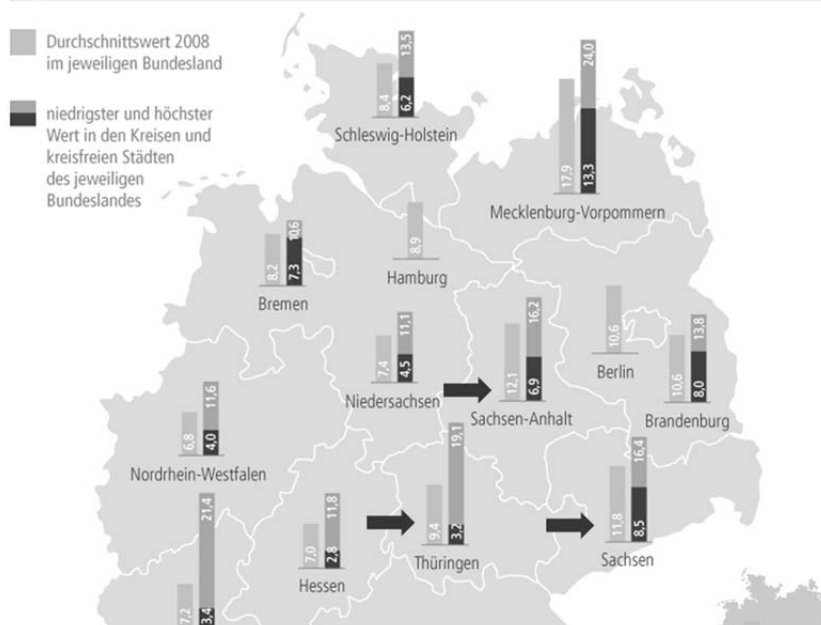 Durchschnittswert 2008
im jeweiligen Bundesland
niedrigster und höchster
Wert in den Kreisen und
kreisfreien Städten
des jeweiligen
Bundeslandes
8,4
6,2
13,5
Schleswig-Holstein
17,9
13,3
24,0
Mecklenburg-Vorpommern
8,9
Hamburg
8,2
7,3
10,6
Bremen
7,4
4,5
11,1
Niedersachsen
12,1
6,9
16,2
Sachsen-Anhalt
10,6
Berlin
10,6
8,0
13,8
Brandenburg
6,8
4,0
11,6
Nordrhein-Westfalen
7,0
2,8
11,8
Hessen
9,4
3,2
19,1
Thüringen
11,8
8,5
16,4
Sachsen
7,2
3,4
21,4